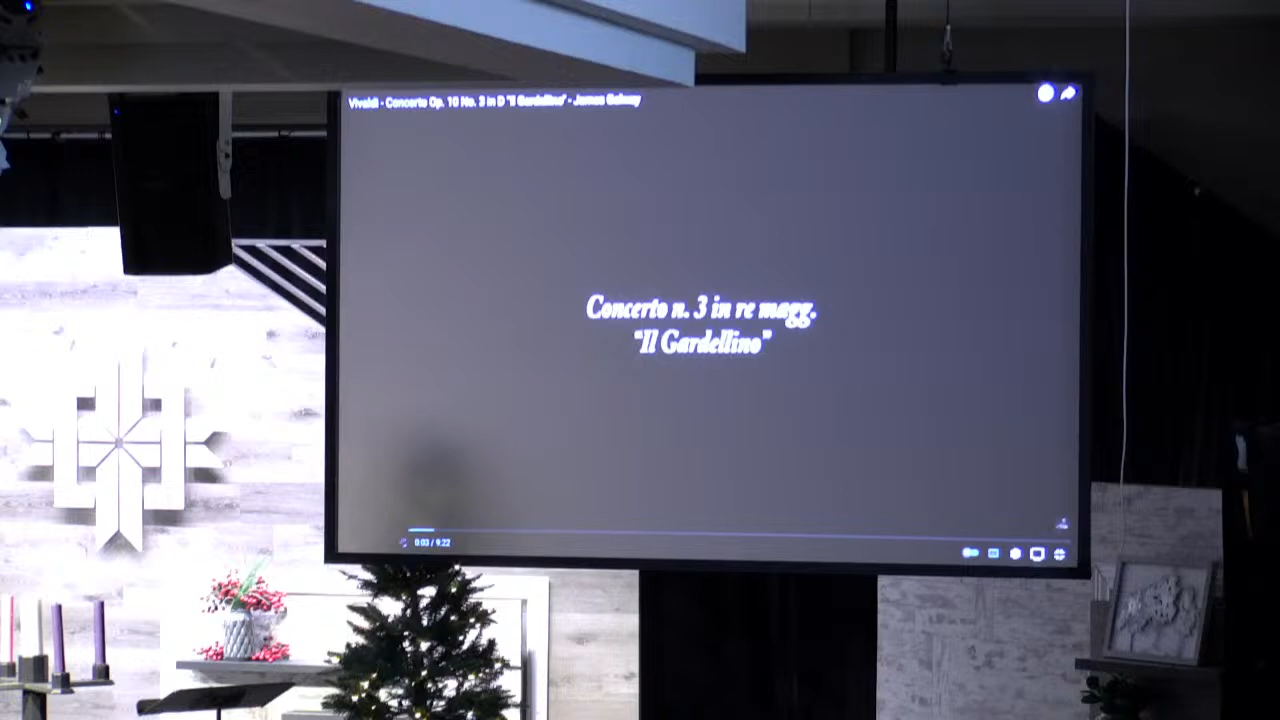 Vivaldi - Concerto Op. 10 No. 3 in D "Il Gardellino" - James Galway
Concerto n. 3 in re magg.
"Il Gardellino"
0:03 / 9:22